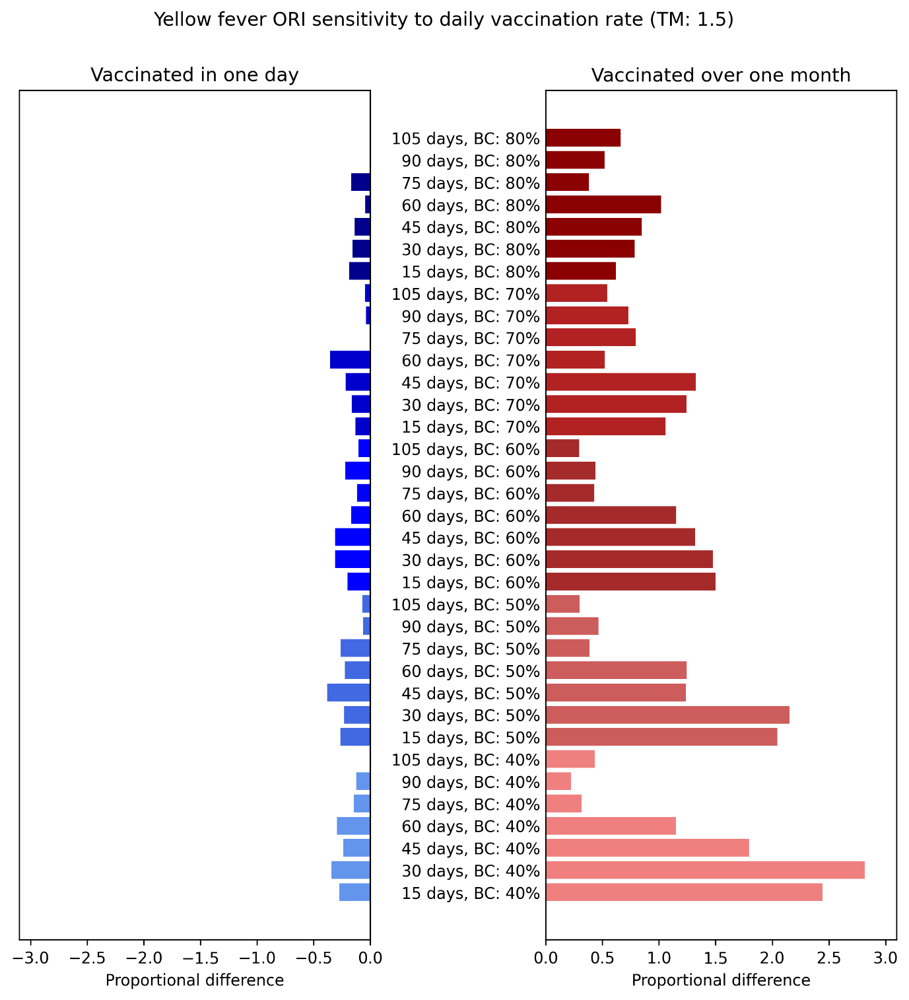 Yellow fever ORI sensitivity to daily vaccination rate (TM: 1.5)
Vaccinated in one day
Vaccinated over one month
105 days, BC: 80%
90 days, BC: 80%
75 days, BC: 80%
60 days, BC: 80%
45 days, BC: 80%
30 days, BC: 80%
15 days, BC: 80%
105 days, BC: 70%
90 days, BC: 70%
75 days, BC: 70%
60 days, BC: 70%
45 days, BC: 70%
30 days, BC: 70%
15 days, BC: 70%
105 days, BC: 60%
90 days, BC: 60%
75 days, BC: 60%
60 days, BC: 60%
45 days, BC: 60%
30 days, BC: 60%
15 days, BC: 60%
105 days, BC: 50%
90 days, BC: 50%
75 days, BC: 50%
60 days, BC: 50%
45 days, BC: 50%
30 days, BC: 50%
15 days, BC: 50%
105 days, BC: 40%
90 days, BC: 40%
75 days, BC: 40%
60 days, BC: 40%
45 days, BC: 40%
30 days, BC: 40%
15 days, BC: 40%
−3.0 −2.5 −2.0 −1.5 −1.0 −0.5 0.0
0.0 0.5 1.0 1.5 2.0 2.5 3.0
Proportional difference
Proportional difference